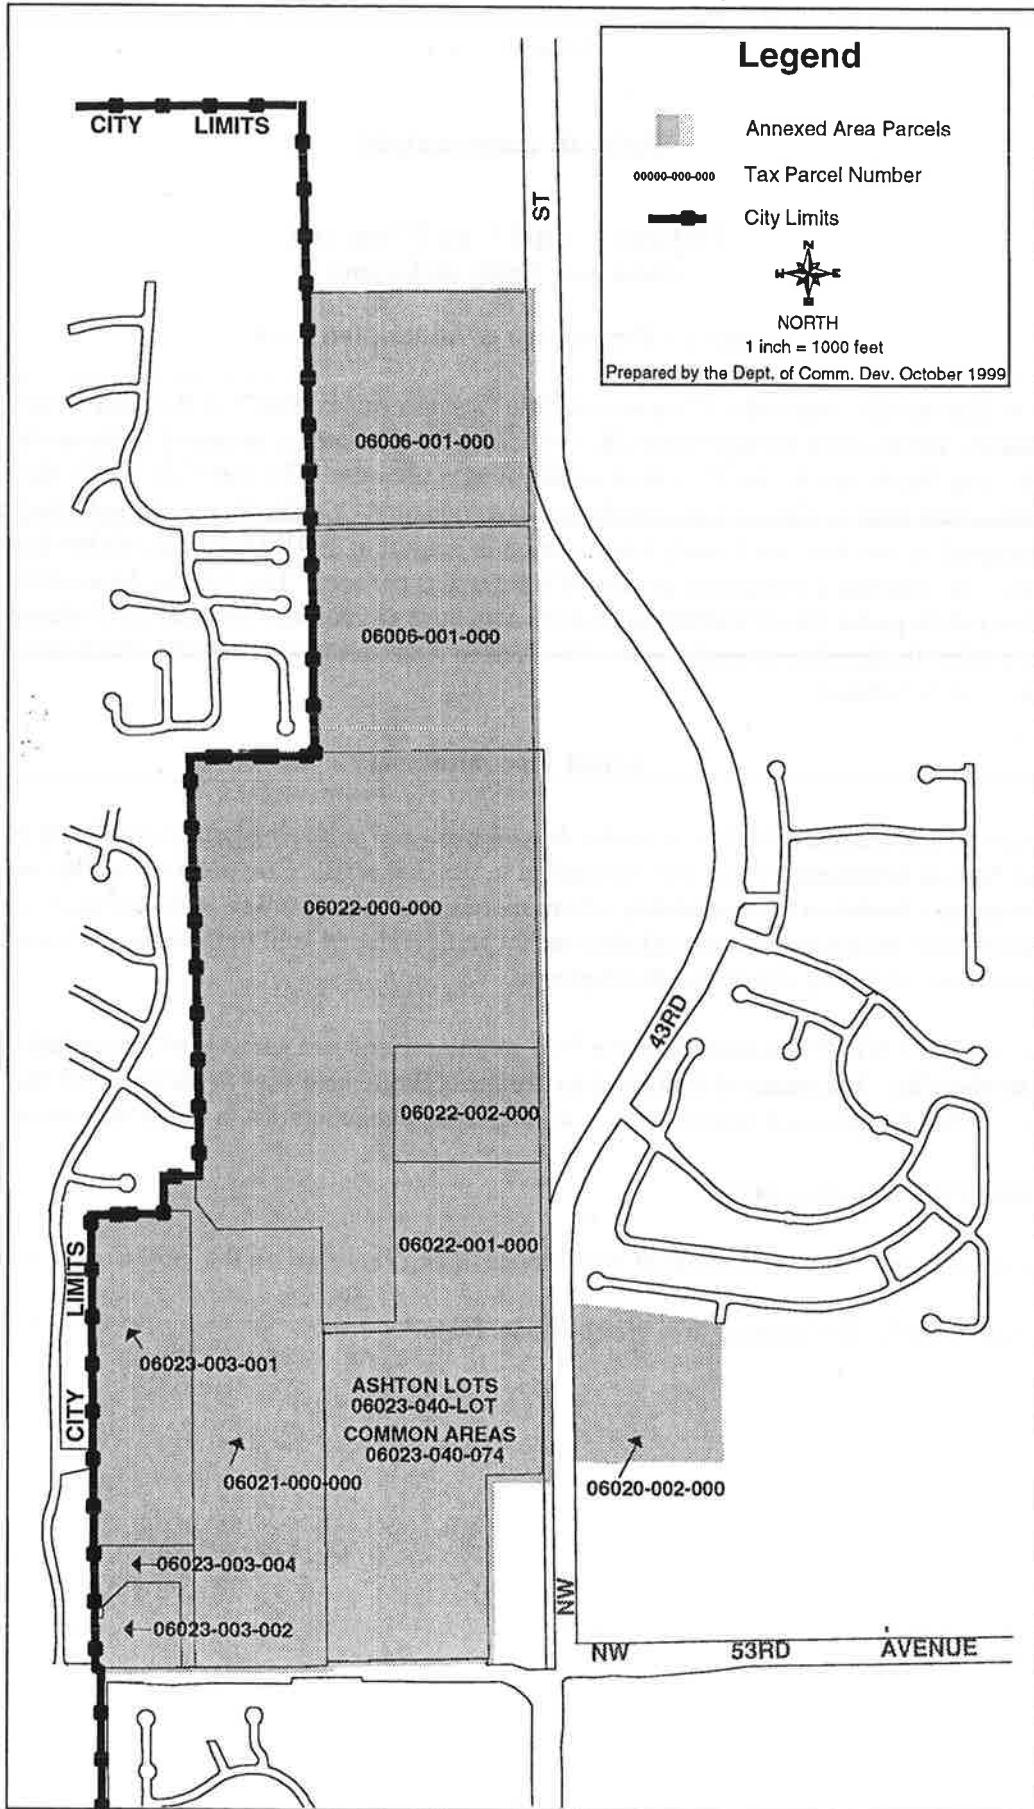 Legend
Annexed Area Parcels
00000-000-000 Tax Parcel Number
City Limits
N
W E
S
NORTH
1 inch = 1000 feet
Prepared by the Dept. of Comm. Dev. October 1999
CITY LIMITS
ST
06006-001-000
06006-001-000
06022-000-000
43RD
06022-002-000
06022-001-000
CITY LIMITS
06023-003-001
ASHTON LOTS
06023-040-LOT
COMMON AREAS
06023-040-074
06021-000-000
06020-002-000
06023-003-004
06023-003-002
NW
NW 53RD AVENUE